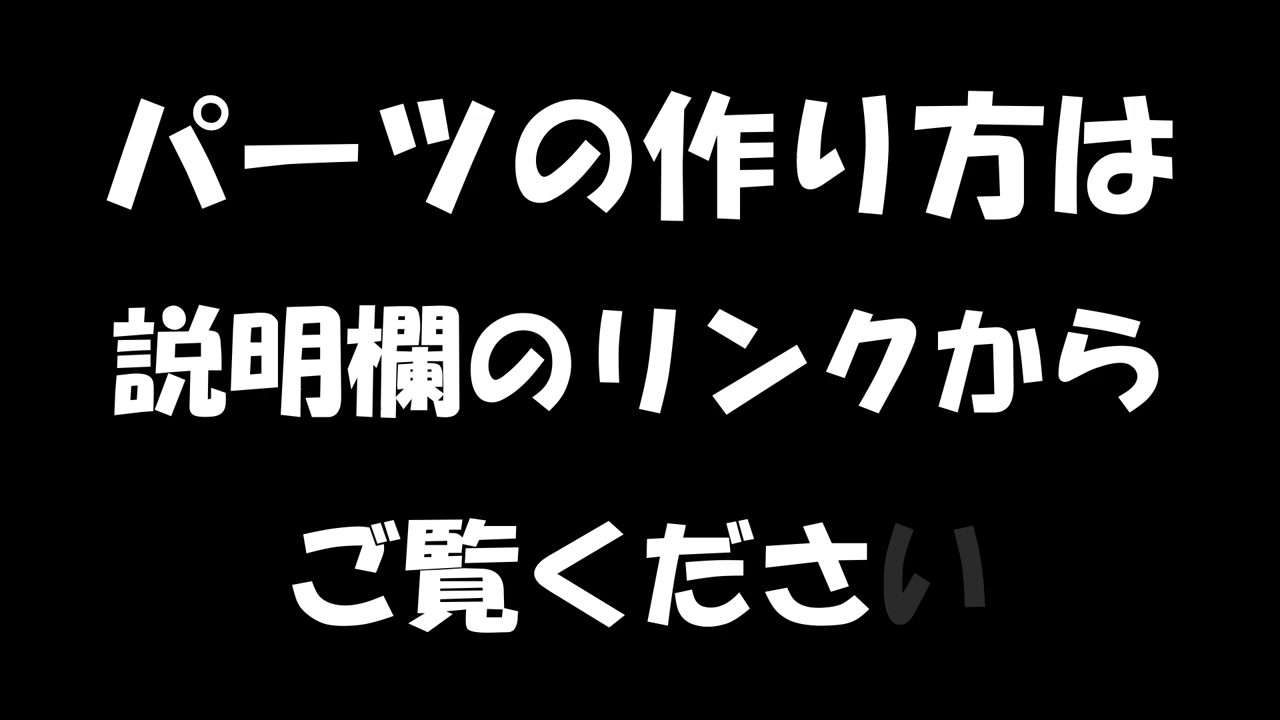 パーツの作り方は
説明欄のリンクから
ご覧ください